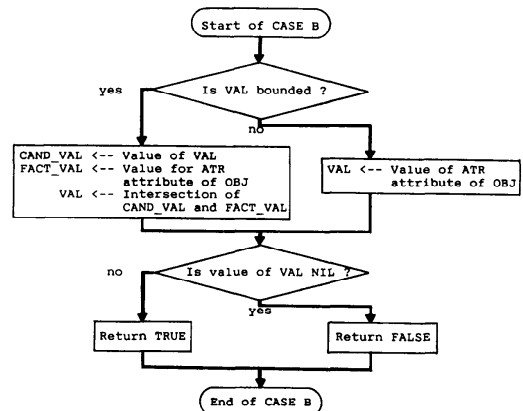 Start of CASE B
Is VAL bounded ?
yes
no
CAND_VAL <-- Value of VAL
FACT_VAL <-- Value for ATR
attribute of OBJ
VAL <-- Intersection of
CAND_VAL and FACT_VAL
VAL <-- Value of ATR
attribute of OBJ
Is value of VAL NIL ?
no
yes
Return TRUE
Return FALSE
End of CASE B